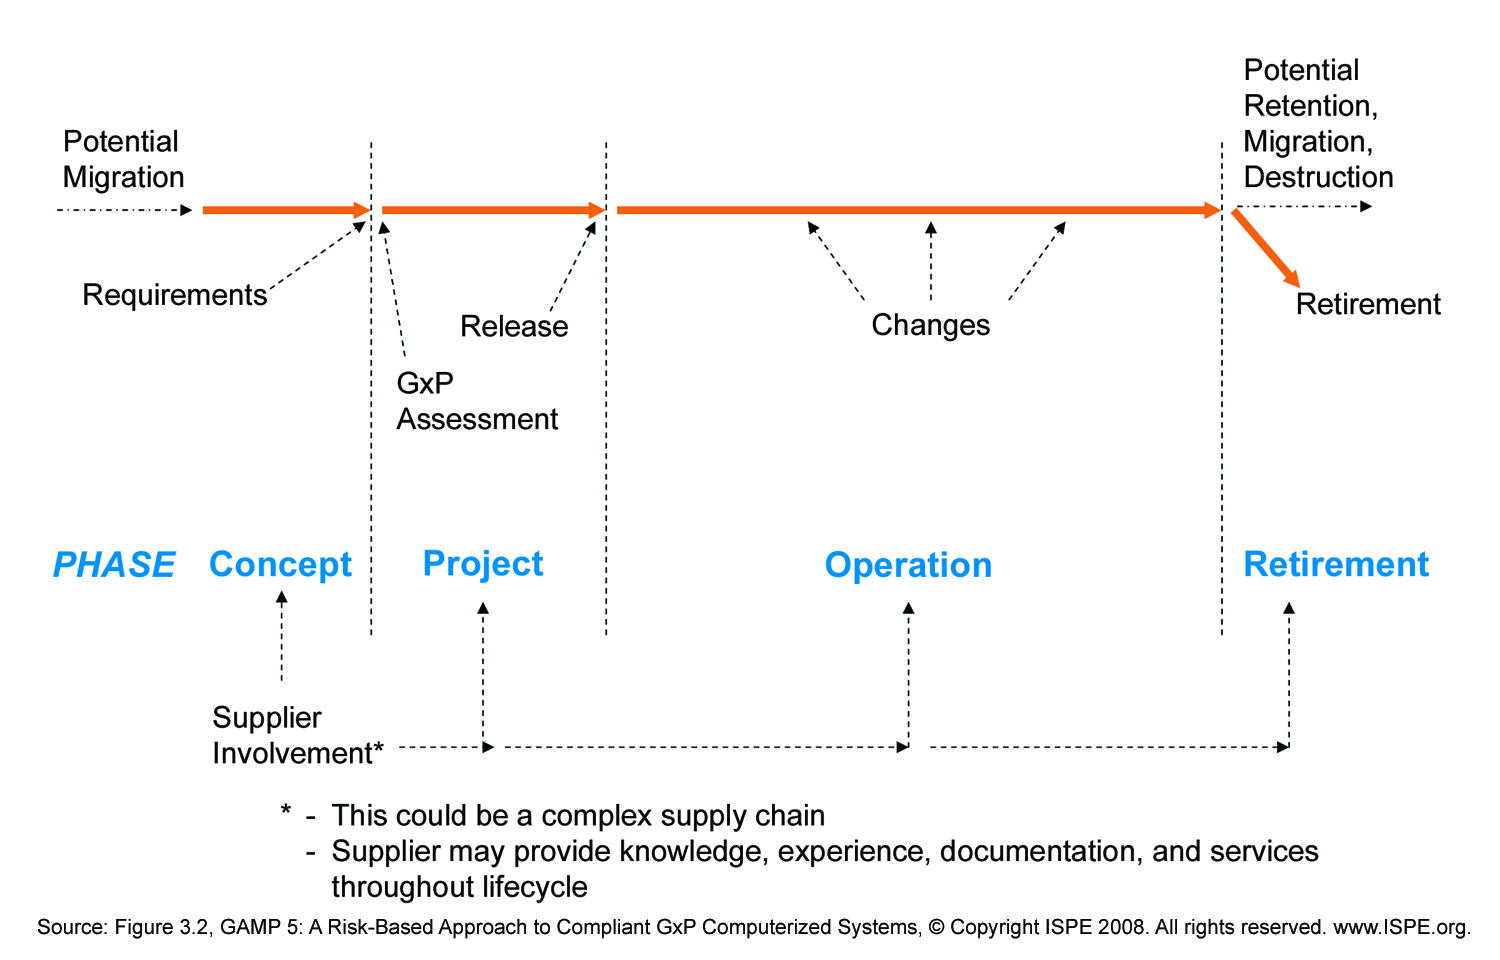 Potential
Migration
Potential
Retention,
Migration,
Destruction
Requirements
Release
Changes
Retirement
GxP
Assessment
PHASE Concept Project Operation Retirement
Supplier
Involvement*
* - This could be a complex supply chain
- Supplier may provide knowledge, experience, documentation, and services
throughout lifecycle
Source: Figure 3.2, GAMP 5: A Risk-Based Approach to Compliant GxP Computerized Systems, © Copyright ISPE 2008. All rights reserved. www.ISPE.org.